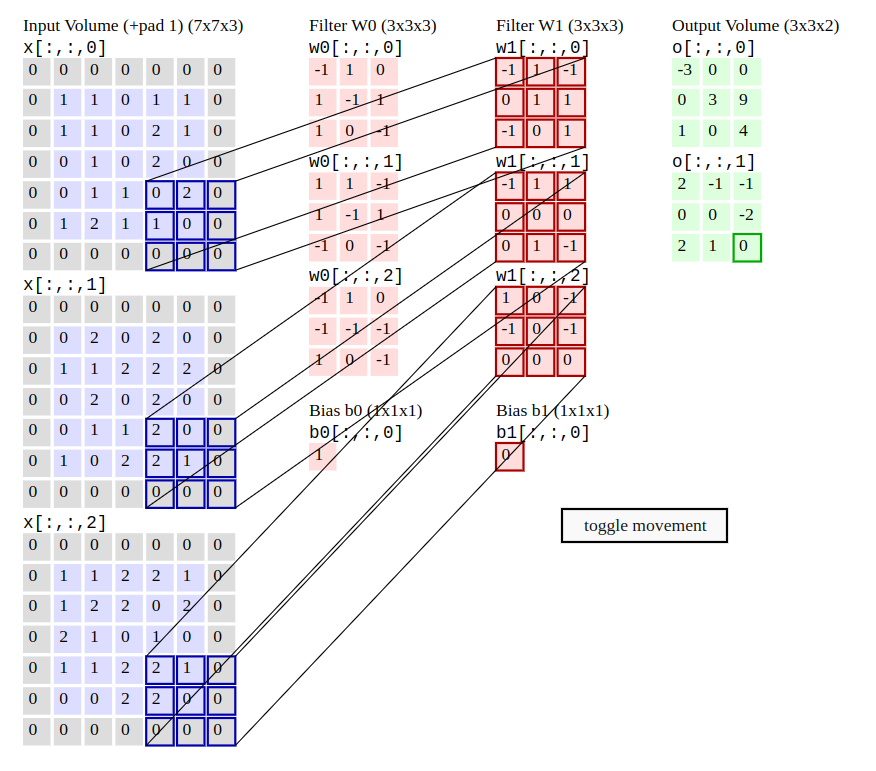 Input Volume (+pad 1) (7x7x3)
x[:,:,0]
0 0 0 0 0 0 0
0 1 1 0 1 1 0
0 1 1 0 2 1 0
0 0 1 0 2 0 0
0 0 1 1 0 2 0
0 1 2 1 1 0 0
0 0 0 0 0 0 0
x[:,:,1]
0 0 0 0 0 0 0
0 0 2 0 2 0 0
0 1 1 2 2 2 0
0 0 2 0 2 0 0
0 0 1 1 2 0 0
0 1 0 2 2 1 0
0 0 0 0 0 0 0
x[:,:,2]
0 0 0 0 0 0 0
0 1 1 2 2 1 0
0 1 2 2 0 2 0
0 2 1 0 1 0 0
0 1 1 2 2 1 0
0 0 0 2 2 0 0
0 0 0 0 0 0 0
Filter W0 (3x3x3)
w0[:,:,0]
-1 1 0
1 -1 1
1 0 -1
w0[:,:,1]
1 1 -1
1 -1 1
-1 0 -1
w0[:,:,2]
-1 1 0
-1 -1 -1
1 0 -1
Bias b0 (1x1x1)
b0[:,:,0]
1
Filter W1 (3x3x3)
w1[:,:,0]
-1 1 -1
0 1 1
-1 0 1
w1[:,:,1]
-1 1 1
0 0 0
0 1 -1
w1[:,:,2]
1 0 -1
-1 0 -1
0 0 0
Bias b1 (1x1x1)
b1[:,:,0]
0
Output Volume (3x3x2)
o[:,:,0]
-3 0 0
0 3 9
1 0 4
o[:,:,1]
2 -1 -1
0 0 -2
2 1 0
toggle movement